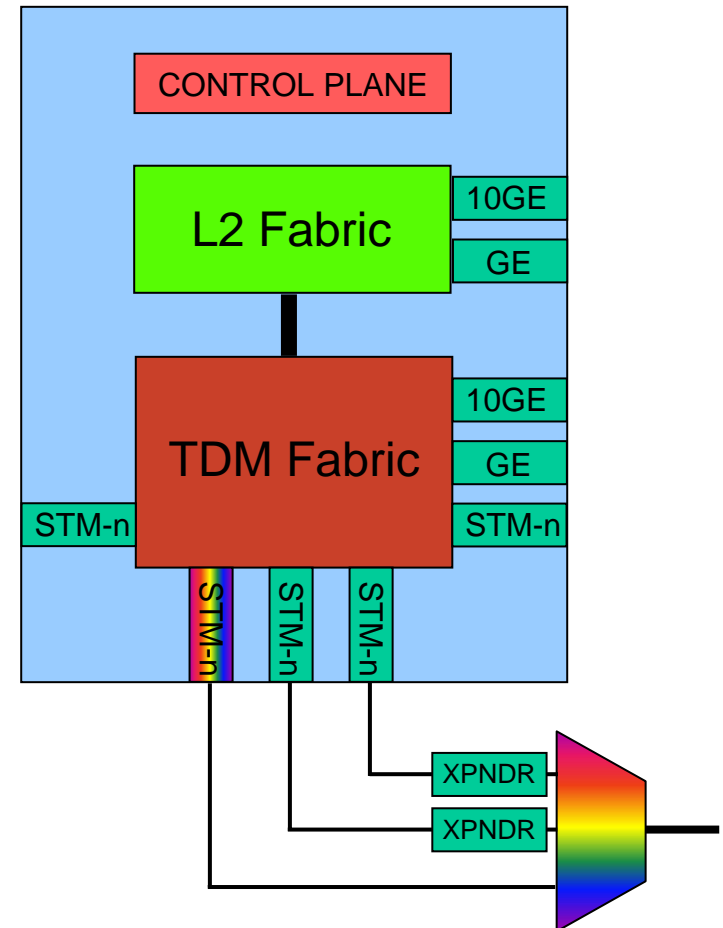 CONTROL PLANE
L2 Fabric
10GE
GE
TDM Fabric
10GE
GE
STM-n
STM-n
STM-n
STM-n
STM-n
XPNDR
XPNDR